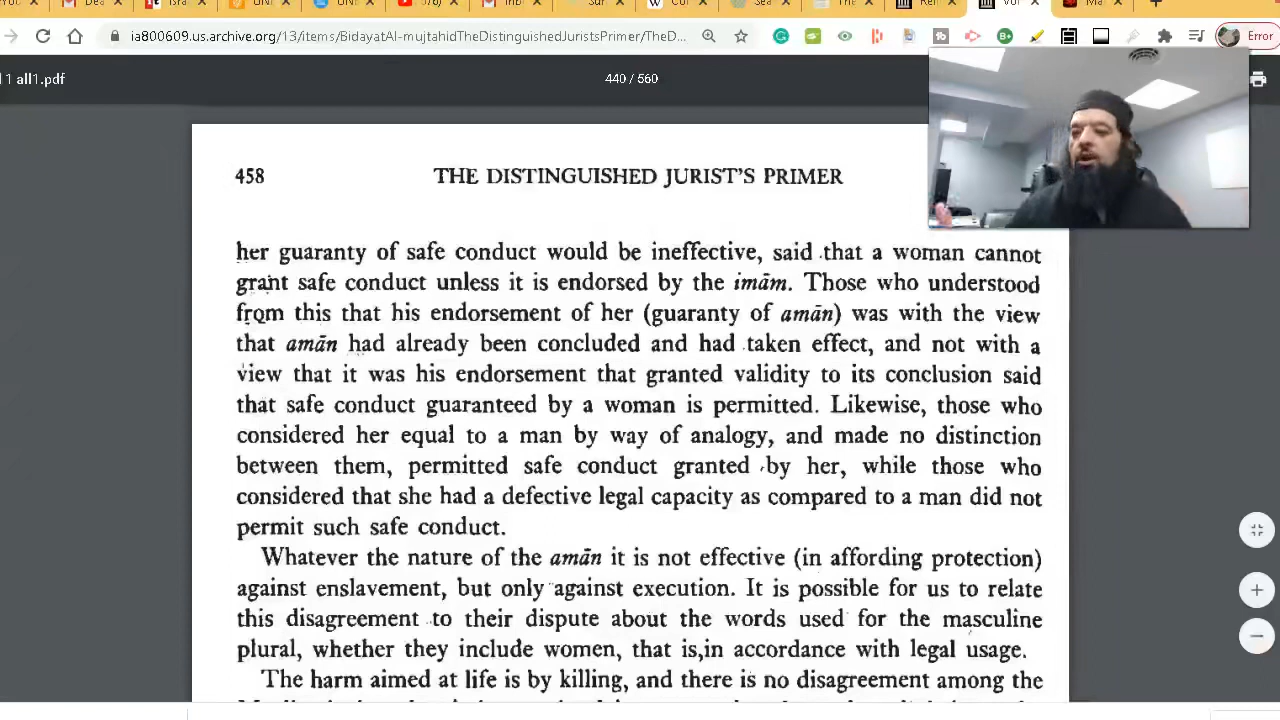 ia800609.us.archive.org/13/items/BidayatAl-mujtahidTheDistinguishedJuristsPrimer/TheD...
Error
1 all1.pdf
440 / 560
458 THE DISTINGUISHED JURIST'S PRIMER
her guaranty of safe conduct would be ineffective, said that a woman cannot
grant safe conduct unless it is endorsed by the imām. Those who understood
from this that his endorsement of her (guaranty of amān) was with the view
that amān had already been concluded and had taken effect, and not with a
view that it was his endorsement that granted validity to its conclusion said
that safe conduct guaranteed by a woman is permitted. Likewise, those who
considered her equal to a man by way of analogy, and made no distinction
between them, permitted safe conduct granted by her, while those who
considered that she had a defective legal capacity as compared to a man did not
permit such safe conduct.
Whatever the nature of the amān it is not effective (in affording protection)
against enslavement, but only against execution. It is possible for us to relate
this disagreement to their dispute about the words used for the masculine
plural, whether they include women, that is, in accordance with legal usage.
The harm aimed at life is by killing, and there is no disagreement among the